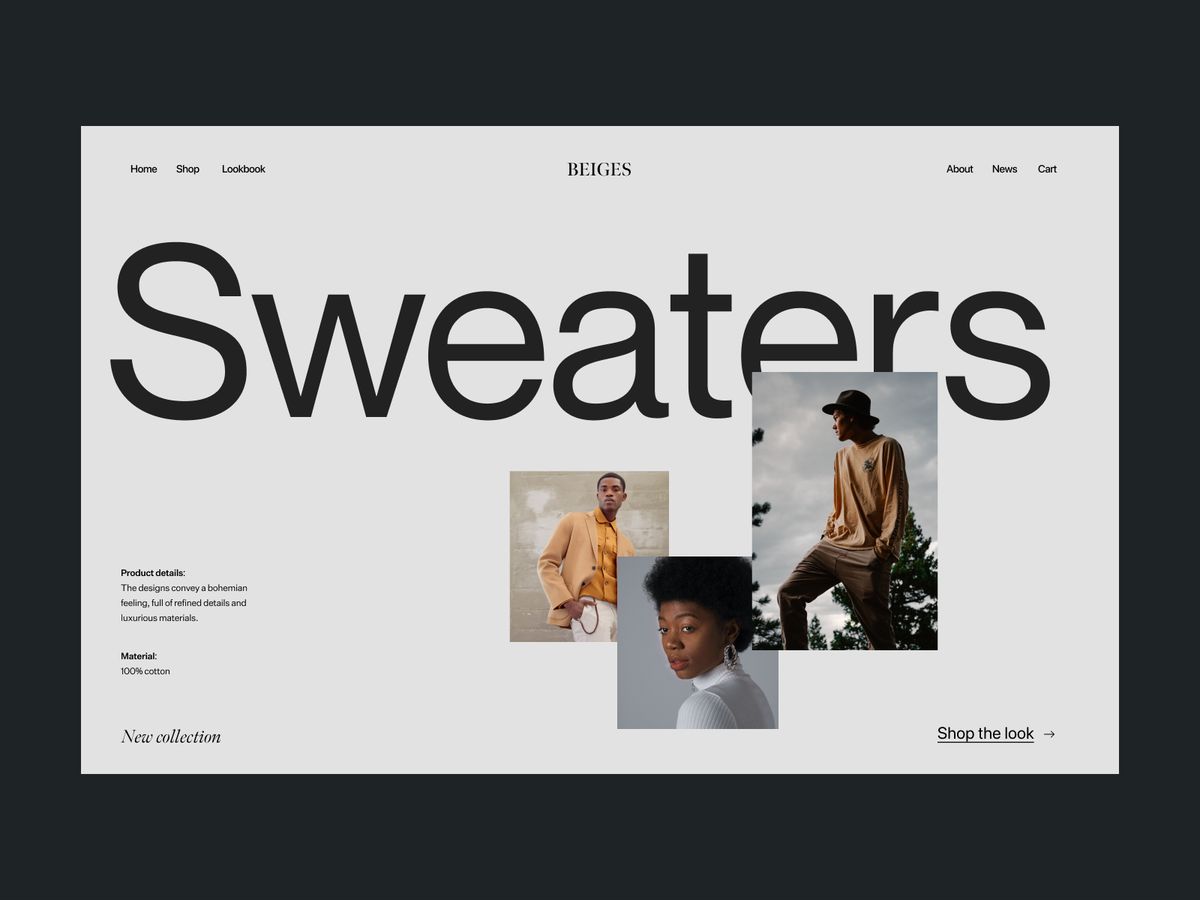 Home Shop Lookbook BEIGES About News Cart
Sweaters
Product details:
The designs convey a bohemian
feeling, full of refined details and
luxurious materials.
Material:
100% cotton
New collection
Shop the look →